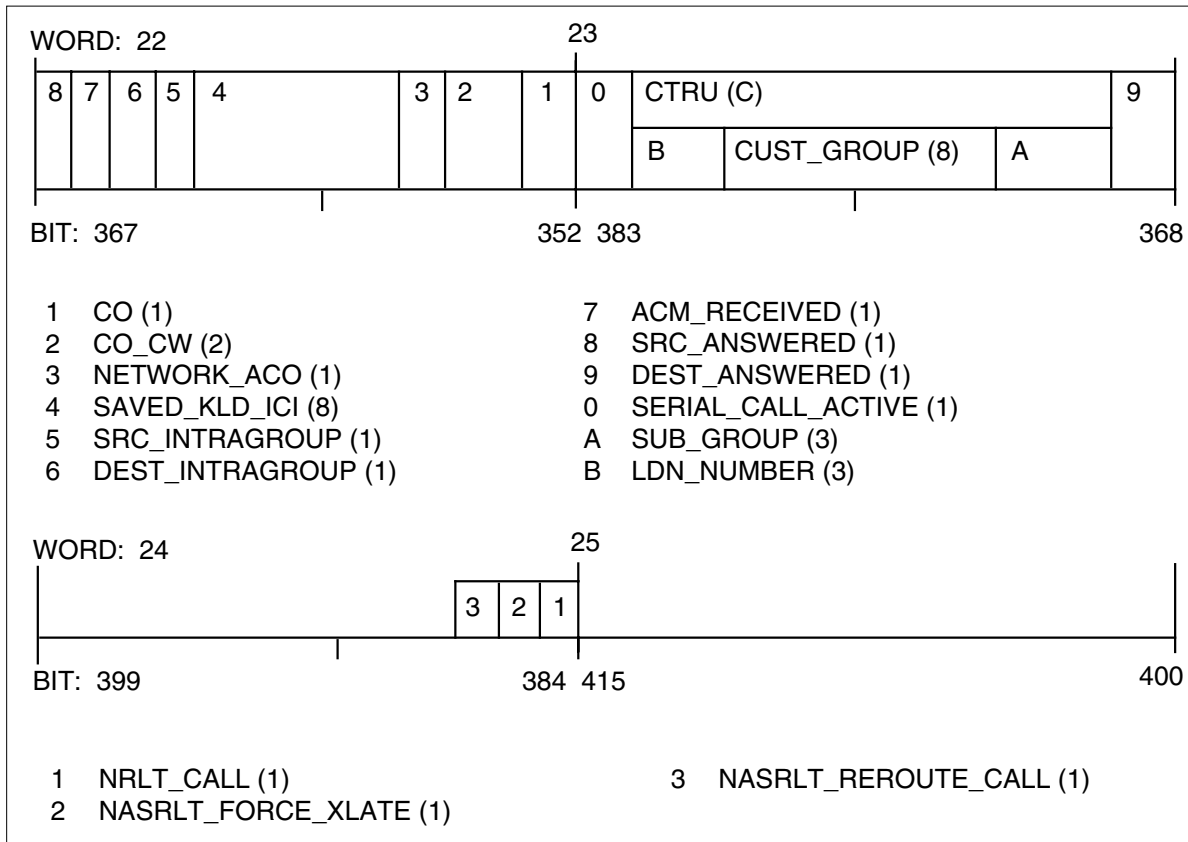 WORD: 22 23
8 7 6 5 4 3 2 1 0 CTRU (C) 9
B CUST_GROUP (8) A
BIT: 367 352 383 368
1 CO (1) 7 ACM_RECEIVED (1)
2 CO_CW (2) 8 SRC_ANSWERED (1)
3 NETWORK_ACO (1) 9 DEST_ANSWERED (1)
4 SAVED_KLD_ICI (8) 0 SERIAL_CALL_ACTIVE (1)
5 SRC_INTRAGROUP (1) A SUB_GROUP (3)
6 DEST_INTRAGROUP (1) B LDN_NUMBER (3)
WORD: 24 25
3 2 1
BIT: 399 384 415 400
1 NRLT_CALL (1) 3 NASRLT_REROUTE_CALL (1)
2 NASRLT_FORCE_XLATE (1)